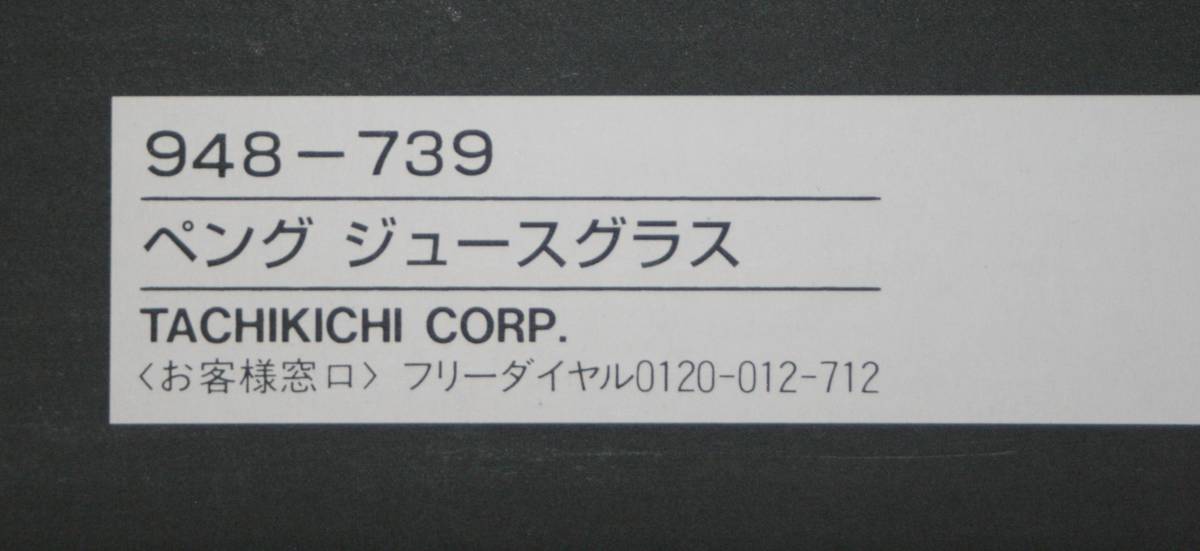 948−739
ペング ジュースグラス
TACHIKICHI CORP.
〈お客様窓口〉 フリーダイヤル0120-012-712